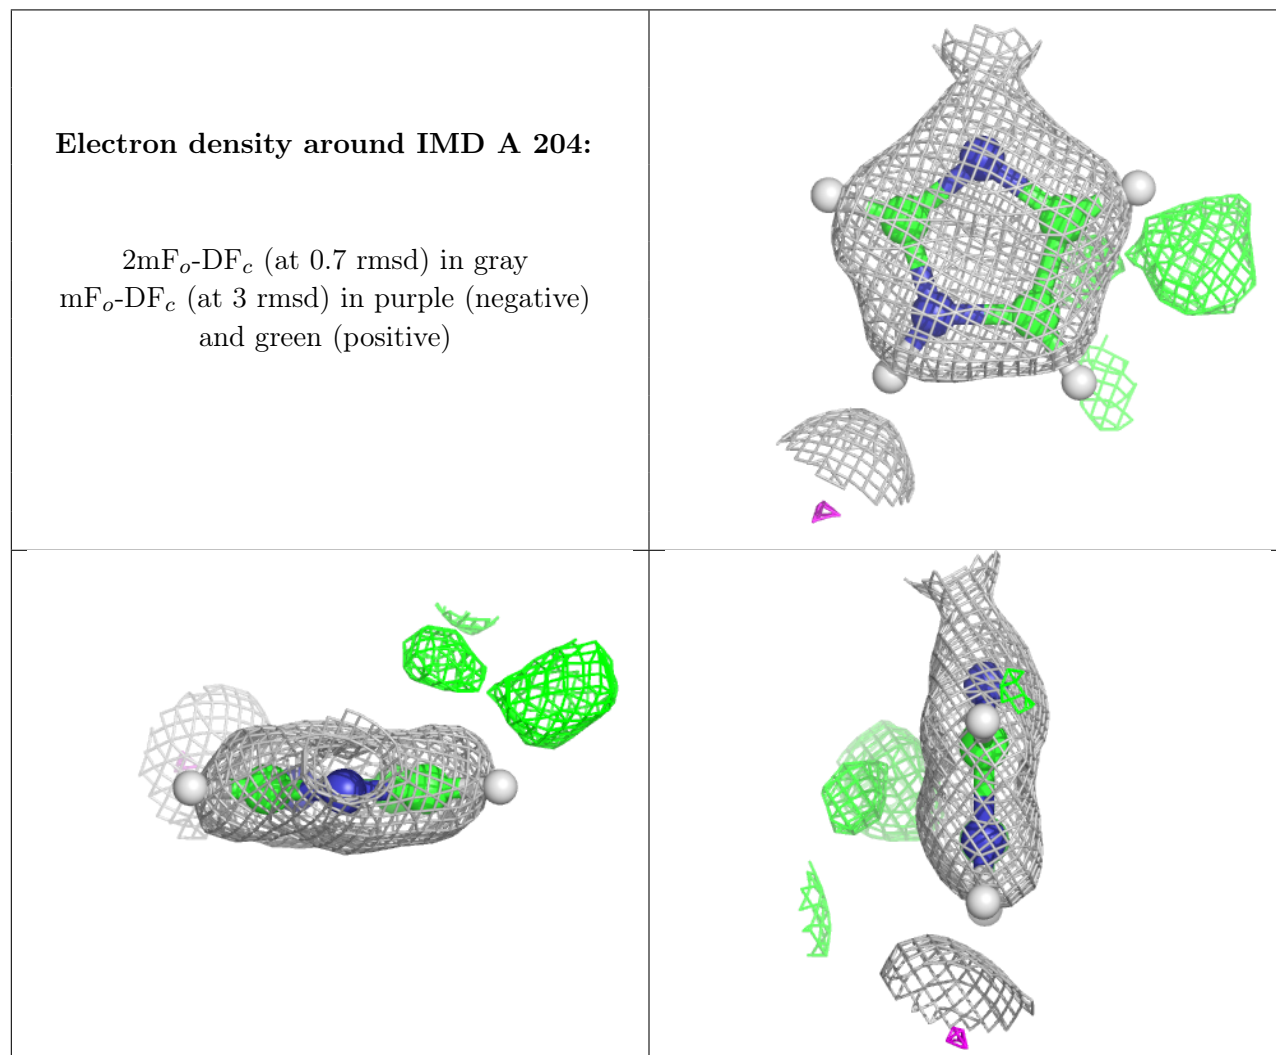 Electron density around IMD A 204:
2mFo-DFc (at 0.7 rmsd) in gray
mFo-DFc (at 3 rmsd) in purple (negative)
and green (positive)